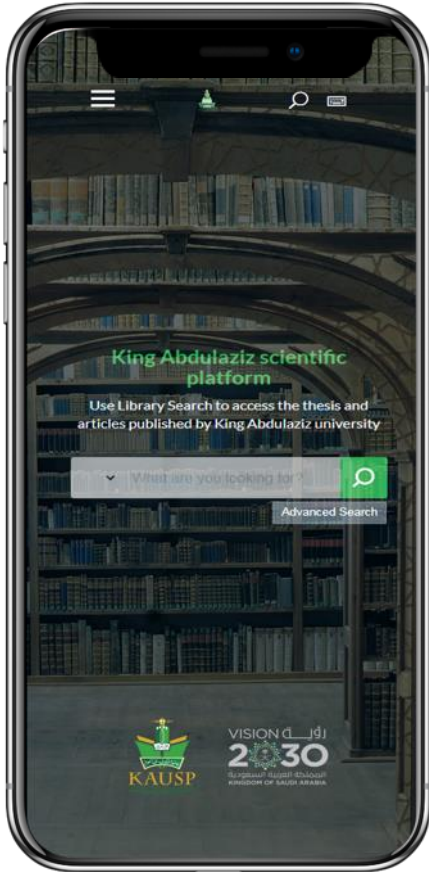 King Abdulaziz scientific
platform
Use Library Search to access the thesis and
articles published by King Abdulaziz university
What are you looking for?
Advanced Search
KAUSP
VISION رؤيـــة
2030
المملكة العربية السعودية
KINGDOM OF SAUDI ARABIA